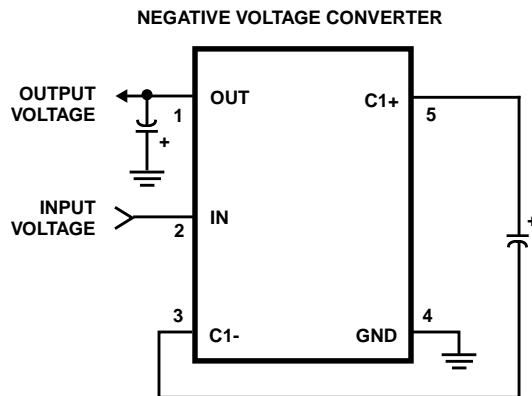 NEGATIVE VOLTAGE CONVERTER
OUTPUT
VOLTAGE
1
OUT
C1+
5
+
INPUT
VOLTAGE
2
IN
+
3
C1-
GND
4